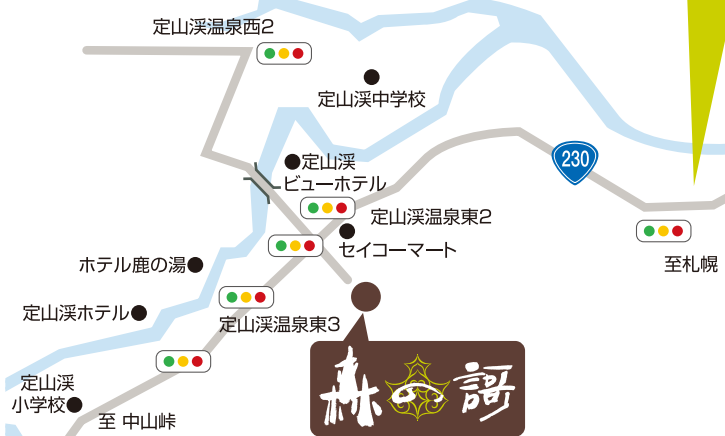 定山渓温泉西2
定山渓中学校
定山渓
ビューホテル
230
定山渓温泉東2
セイコーマート
至札幌
ホテル鹿の湯
定山渓ホテル
定山渓温泉東3
定山渓
小学校
至 中山峠
森の謌